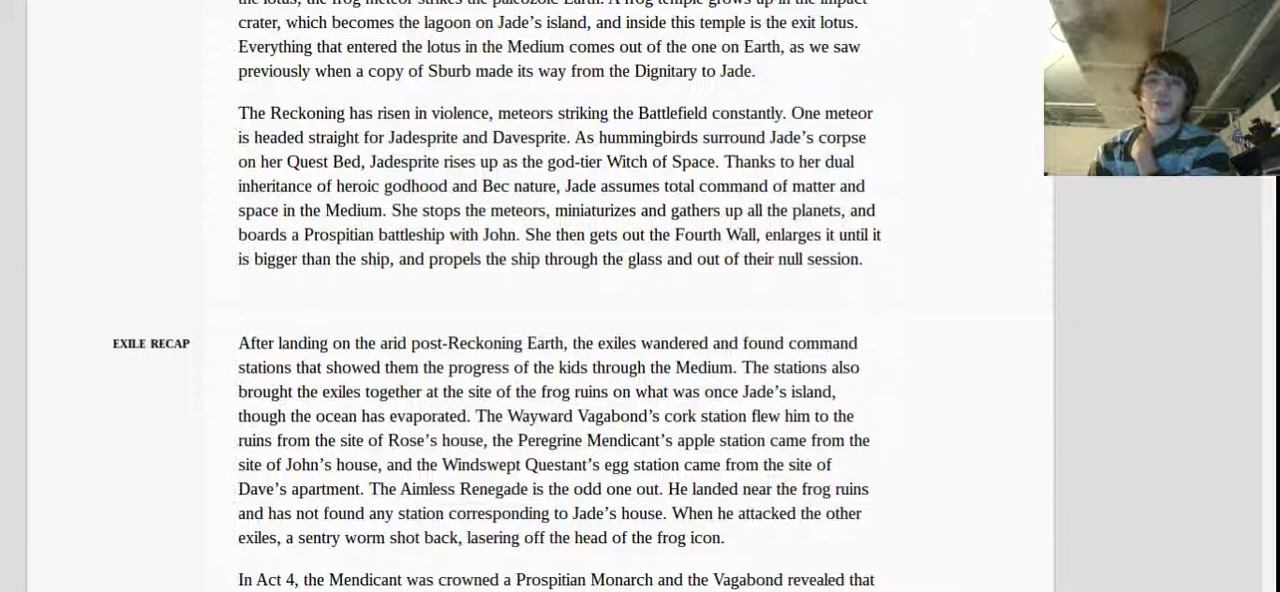 the lotus, the frog meteor strikes the paleozoic Earth. A frog temple grows up in the impact
crater, which becomes the lagoon on Jade’s island, and inside this temple is the exit lotus.
Everything that entered the lotus in the Medium comes out of the one on Earth, as we saw
previously when a copy of Sburb made its way from the Dignitary to Jade.
The Reckoning has risen in violence, meteors striking the Battlefield constantly. One meteor
is headed straight for Jadesprite and Davesprite. As hummingbirds surround Jade’s corpse
on her Quest Bed, Jadesprite rises up as the god-tier Witch of Space. Thanks to her dual
inheritance of heroic godhood and Bec nature, Jade assumes total command of matter and
space in the Medium. She stops the meteors, miniaturizes and gathers up all the planets, and
boards a Prospitian battleship with John. She then gets out the Fourth Wall, enlarges it until it
is bigger than the ship, and propels the ship through the glass and out of their null session.
EXILE RECAP
After landing on the arid post-Reckoning Earth, the exiles wandered and found command
stations that showed them the progress of the kids through the Medium. The stations also
brought the exiles together at the site of the frog ruins on what was once Jade’s island,
though the ocean has evaporated. The Wayward Vagabond’s cork station flew him to the
ruins from the site of Rose’s house, the Peregrine Mendicant’s apple station came from the
site of John’s house, and the Windswept Questant’s egg station came from the site of
Dave’s apartment. The Aimless Renegade is the odd one out. He landed near the frog ruins
and has not found any station corresponding to Jade’s house. When he attacked the other
exiles, a sentry worm shot back, lasering off the head of the frog icon.
In Act 4, the Mendicant was crowned a Prospitian Monarch and the Vagabond revealed that